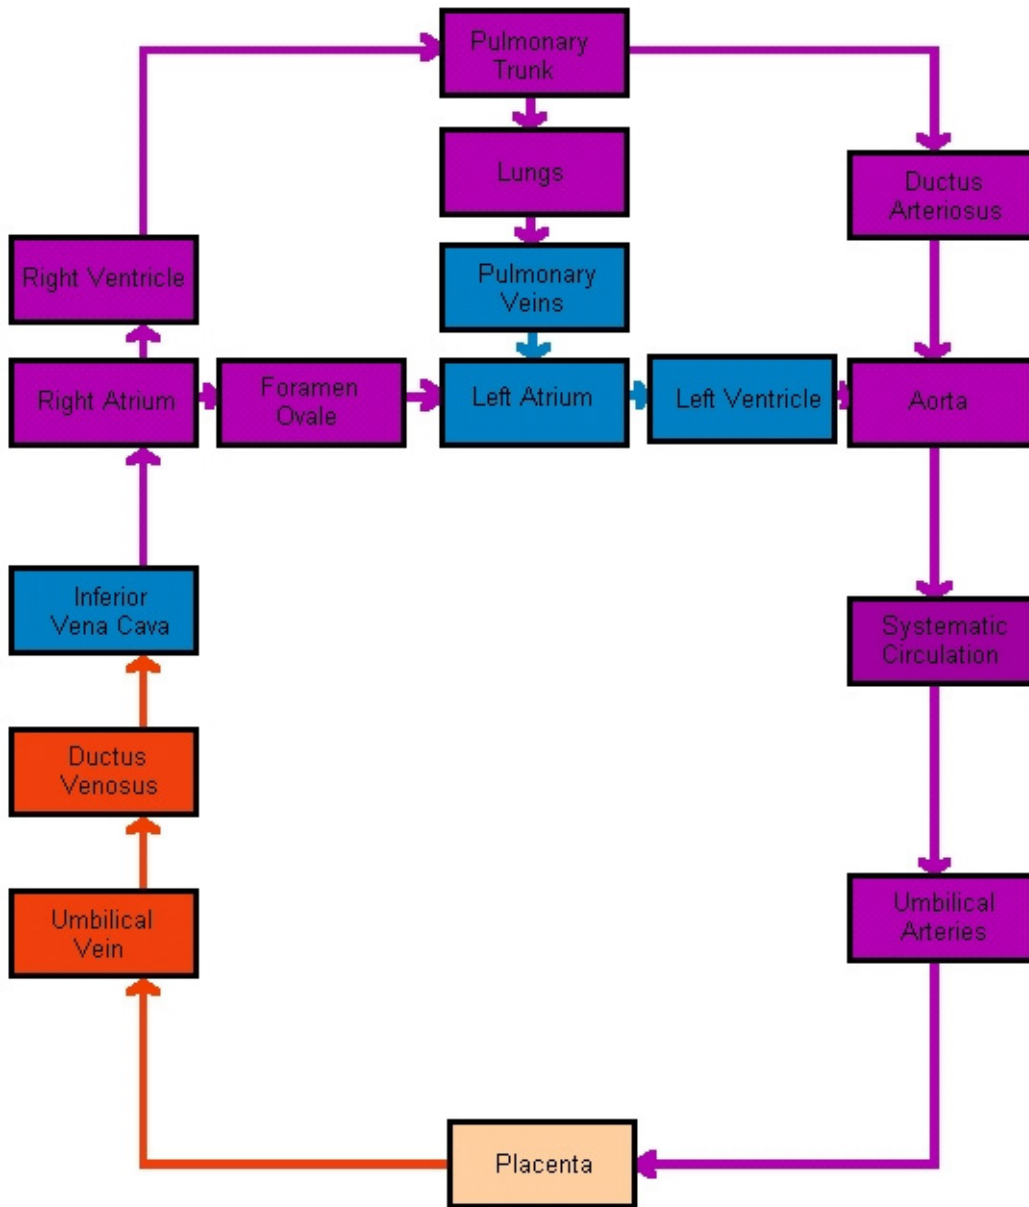 Pulmonary
Trunk
Lungs
Ductus
Arteriosus
Right Ventricle
Pulmonary
Veins
Right Atrium
Foramen
Ovale
Left Atrium
Left Ventricle
Aorta
Inferior
Vena Cava
Systematic
Circulation
Ductus
Venosus
Umbilical
Vein
Umbilical
Arteries
Placenta